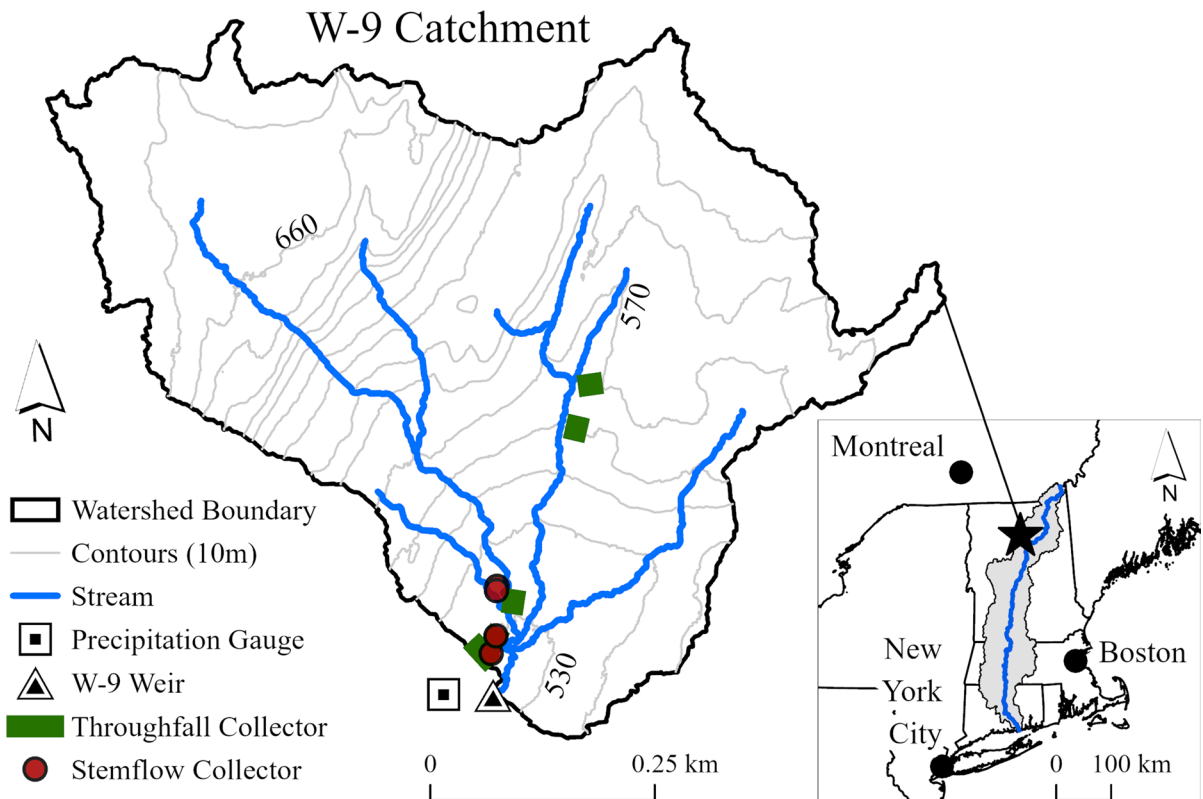 W-9 Catchment
660
570
530
N
Watershed Boundary
Contours (10m)
Stream
Precipitation Gauge
W-9 Weir
Throughfall Collector
Stemflow Collector
0
0.25 km
Montreal
N
Boston
New
York
City
0
100 km